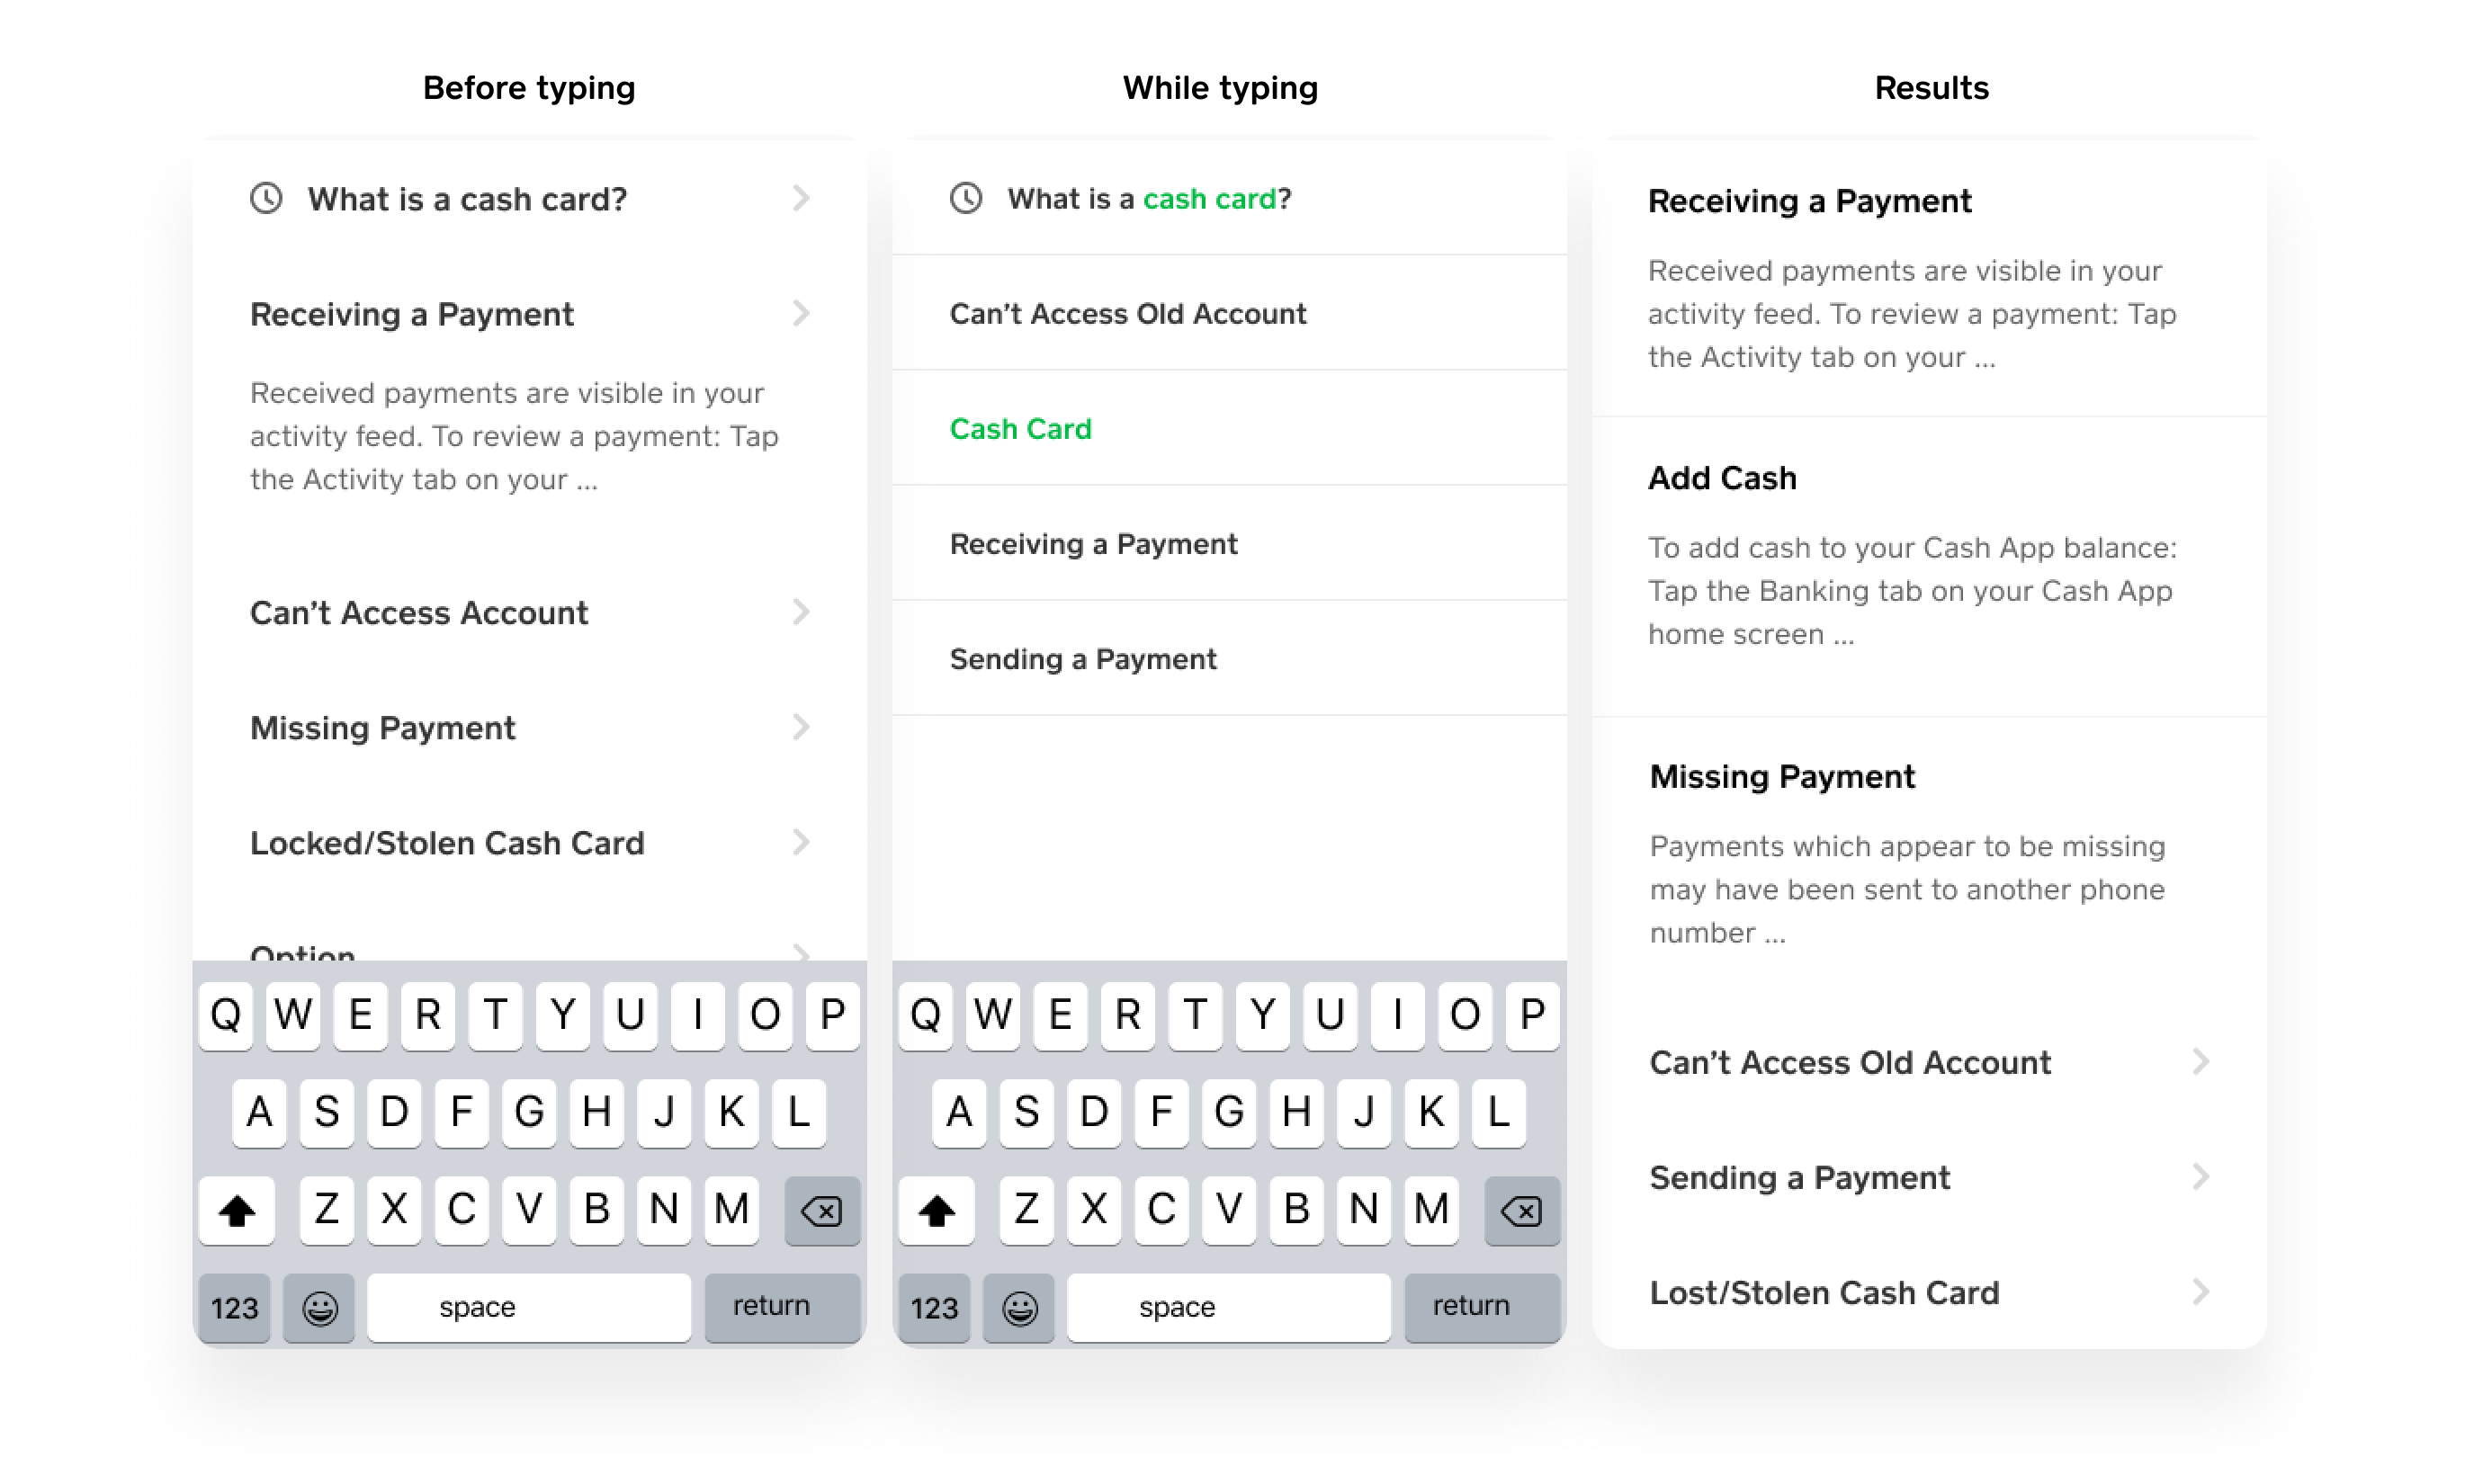 Before typing
What is a cash card?
Receiving a Payment
Received payments are visible in your
activity feed. To review a payment: Tap
the Activity tab on your ...
Can’t Access Account
Missing Payment
Locked/Stolen Cash Card
Option
Q W E R T Y U I O P
A S D F G H J K L
Z X C V B N M
123 space return
While typing
What is a cash card?
Can’t Access Old Account
Cash Card
Receiving a Payment
Sending a Payment
Q W E R T Y U I O P
A S D F G H J K L
Z X C V B N M
123 space return
Results
Receiving a Payment
Received payments are visible in your
activity feed. To review a payment: Tap
the Activity tab on your ...
Add Cash
To add cash to your Cash App balance:
Tap the Banking tab on your Cash App
home screen ...
Missing Payment
Payments which appear to be missing
may have been sent to another phone
number ...
Can’t Access Old Account
Sending a Payment
Lost/Stolen Cash Card